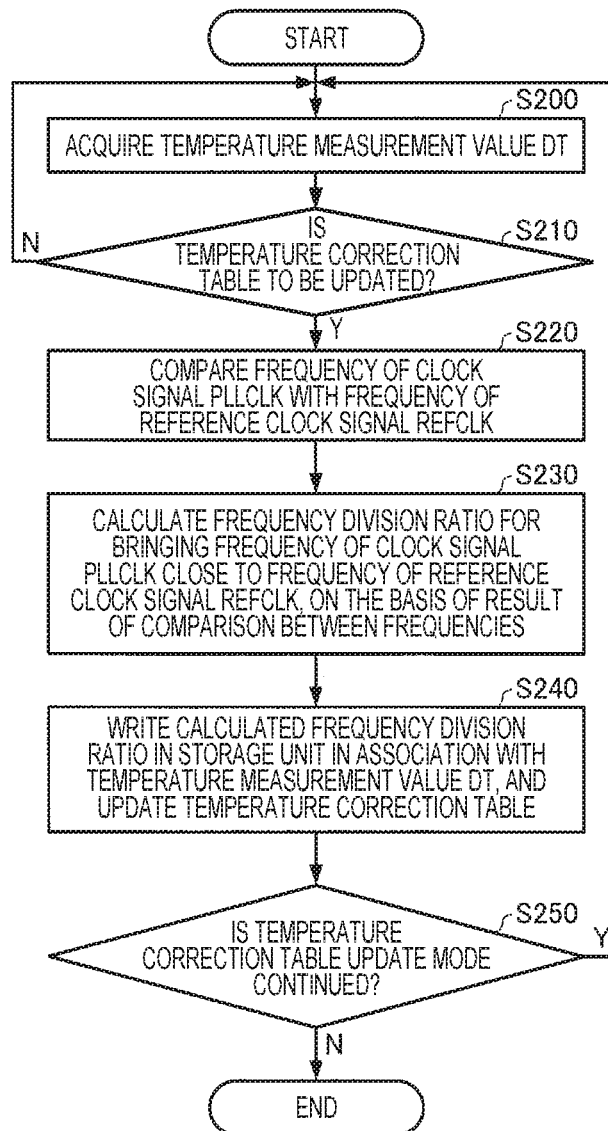 START
S200
ACQUIRE TEMPERATURE MEASUREMENT VALUE DT
S210
IS
TEMPERATURE CORRECTION
TABLE TO BE UPDATED?
N
Y
S220
COMPARE FREQUENCY OF CLOCK
SIGNAL PLLCLK WITH FREQUENCY OF
REFERENCE CLOCK SIGNAL REFCLK
S230
CALCULATE FREQUENCY DIVISION RATIO FOR
BRINGING FREQUENCY OF CLOCK SIGNAL
PLLCLK CLOSE TO FREQUENCY OF REFERENCE
CLOCK SIGNAL REFCLK, ON THE BASIS OF RESULT
OF COMPARISON BETWEEN FREQUENCIES
S240
WRITE CALCULATED FREQUENCY DIVISION
RATIO IN STORAGE UNIT IN ASSOCIATION WITH
TEMPERATURE MEASUREMENT VALUE DT, AND
UPDATE TEMPERATURE CORRECTION TABLE
S250
IS TEMPERATURE
CORRECTION TABLE UPDATE MODE
CONTINUED?
Y
N
END